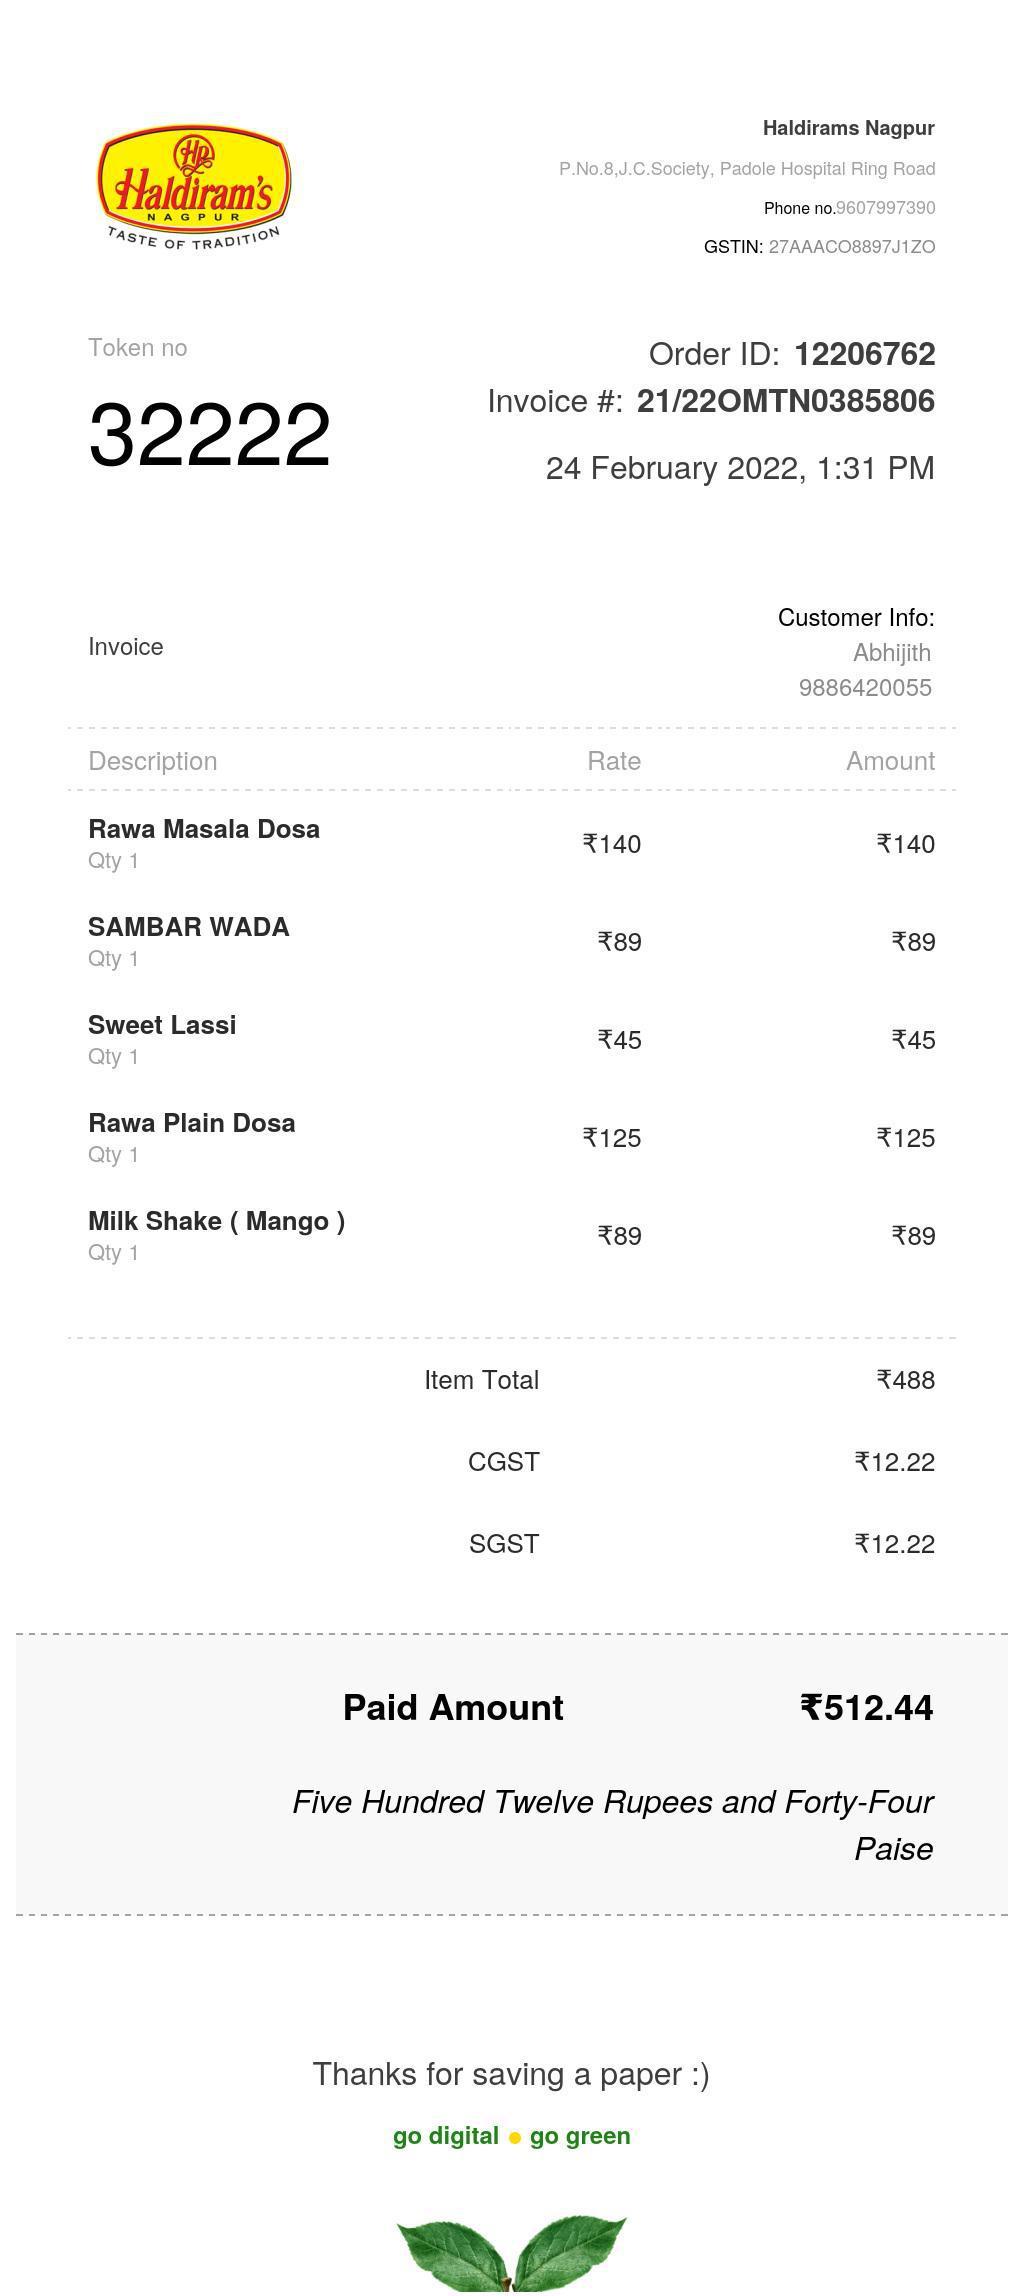 Haldiram's
NAGPUR
TASTE OF TRADITION
Haldirams Nagpur
P.No.8,J.C.Society, Padole Hospital Ring Road
Phone no.9607997390
GSTIN: 27AAACO8897J1ZO
Token no
32222
Order ID: 12206762
Invoice #: 21/22OMTN0385806
24 February 2022, 1:31 PM
Invoice
Customer Info:
Abhijith
9886420055
Description Rate Amount
Rawa Masala Dosa
Qty 1
₹140 ₹140
SAMBAR WADA
Qty 1
₹89 ₹89
Sweet Lassi
Qty 1
₹45 ₹45
Rawa Plain Dosa
Qty 1
₹125 ₹125
Milk Shake ( Mango )
Qty 1
₹89 ₹89
Item Total ₹488
CGST ₹12.22
SGST ₹12.22
Paid Amount ₹512.44
Five Hundred Twelve Rupees and Forty-Four
Paise
Thanks for saving a paper :)
go digital go green